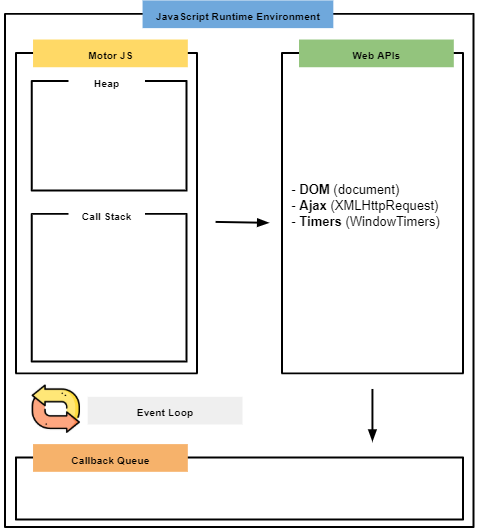 JavaScript Runtime Environment
Motor JS
Web APIs
Heap
Call Stack
- DOM (document)
- Ajax (XMLHttpRequest)
- Timers (WindowTimers)
Event Loop
Callback Queue